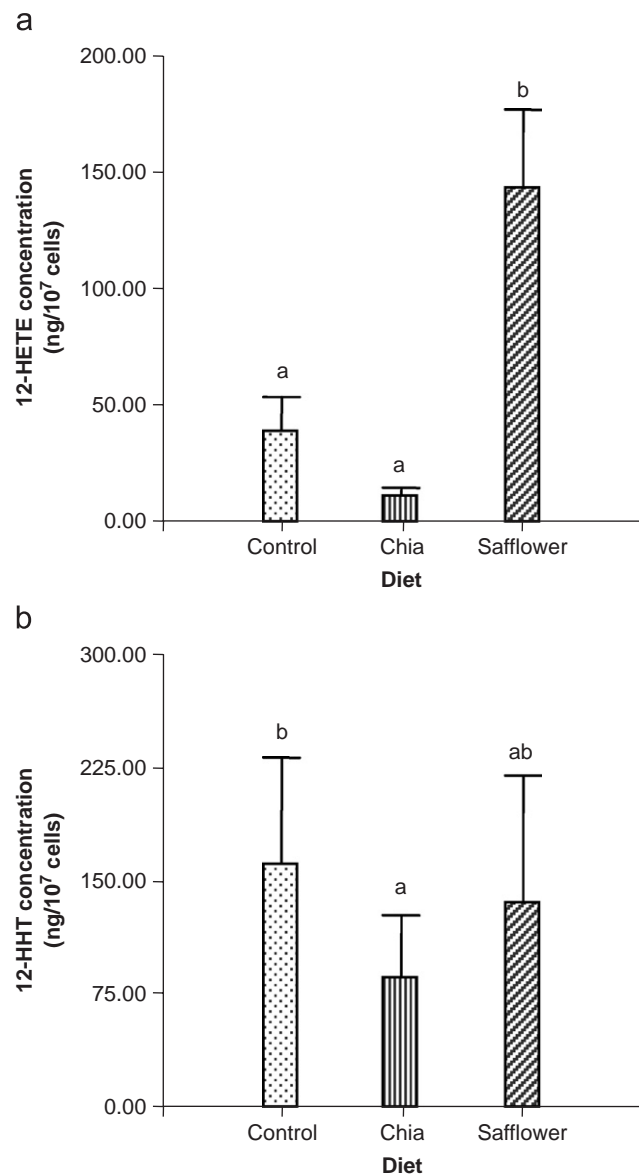 a
200.00
150.00
100.00
50.00
0.00
12-HETE concentration
(ng/10⁷ cells)
a
a
b
Control Chia Safflower
Diet
b
300.00
225.00
150.00
75.00
0.00
12-HHT concentration
(ng/10⁷ cells)
b
a
ab
Control Chia Safflower
Diet